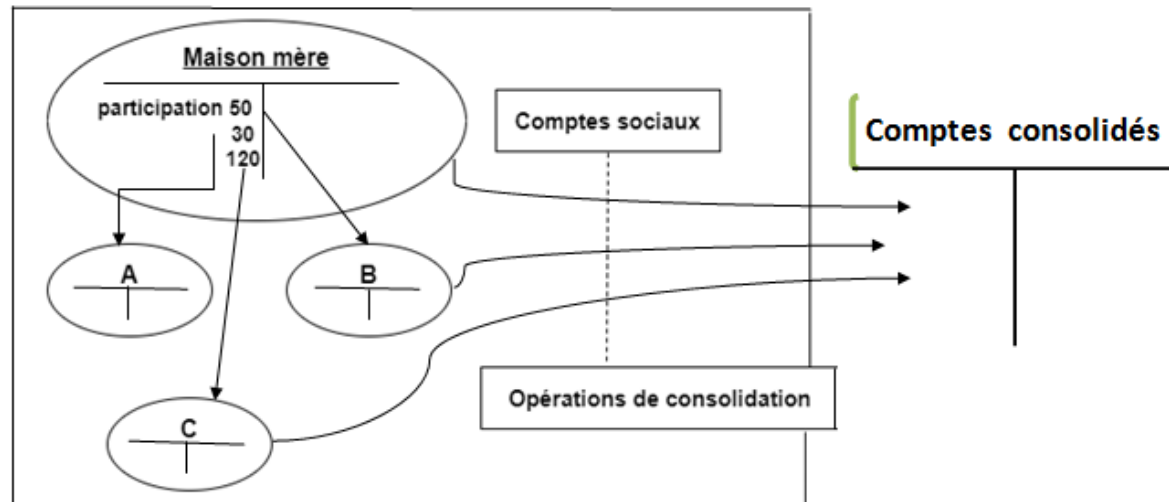 Maison mère
participation 50
30
120
Comptes sociaux
Comptes consolidés
A
B
Opérations de consolidation
C